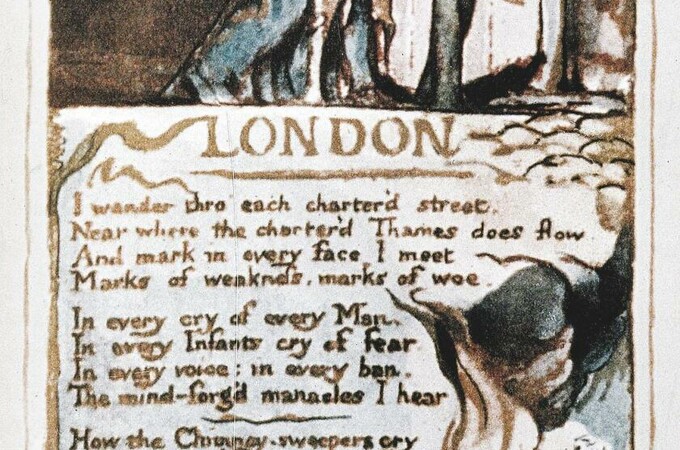 LONDON
I wander thro' each charter'd street,
Near where the charter'd Thames does flow
And mark in every face I meet
Marks of weakness, marks of woe.
In every cry of every Man,
In every Infants cry of fear,
In every voice; in every ban,
The mind-forg'd manacles I hear
How the Chimney-sweepers cry